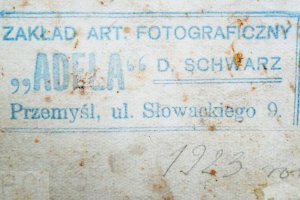 ZAKŁAD ART. FOTOGRAFICZNY
„ADELA“ D. SCHWARZ
Przemyśl, ul. Słowackiego 9.
1923